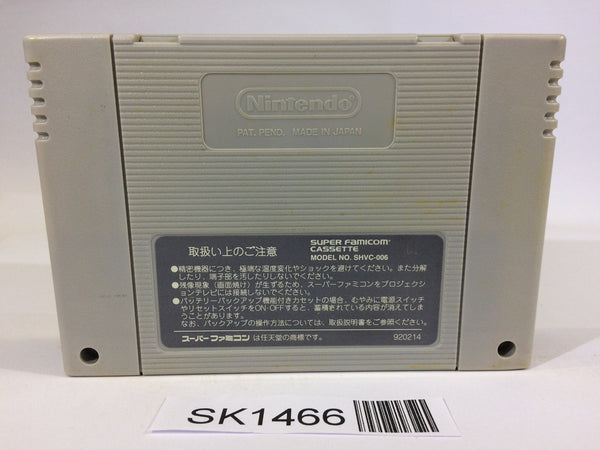 Nintendo
PAT. PEND. MADE IN JAPAN
取扱い上のご注意
SUPER FAMICOM
CASSETTE
MODEL NO. SHVC-006
●精密機器につき、極端な温度変化やショックを避けてください。また分解
したり、端子部を汚したりしないでください。
●残像現象（画面焼け）が生ずるため、スーパーファミコンをプロジェクシ
ョンテレビには接続しないでください。
●バッテリーバックアップ機能付きカセットの場合、むやみに電源スイッチ
やリセットスイッチをON・OFFすると、蓄積されている内容が消えてしま
うことがあります。
なお、バックアップの操作方法については、取扱説明書をご参照ください。
スーパーファミコンは任天堂の商標です。
920214
SK1466